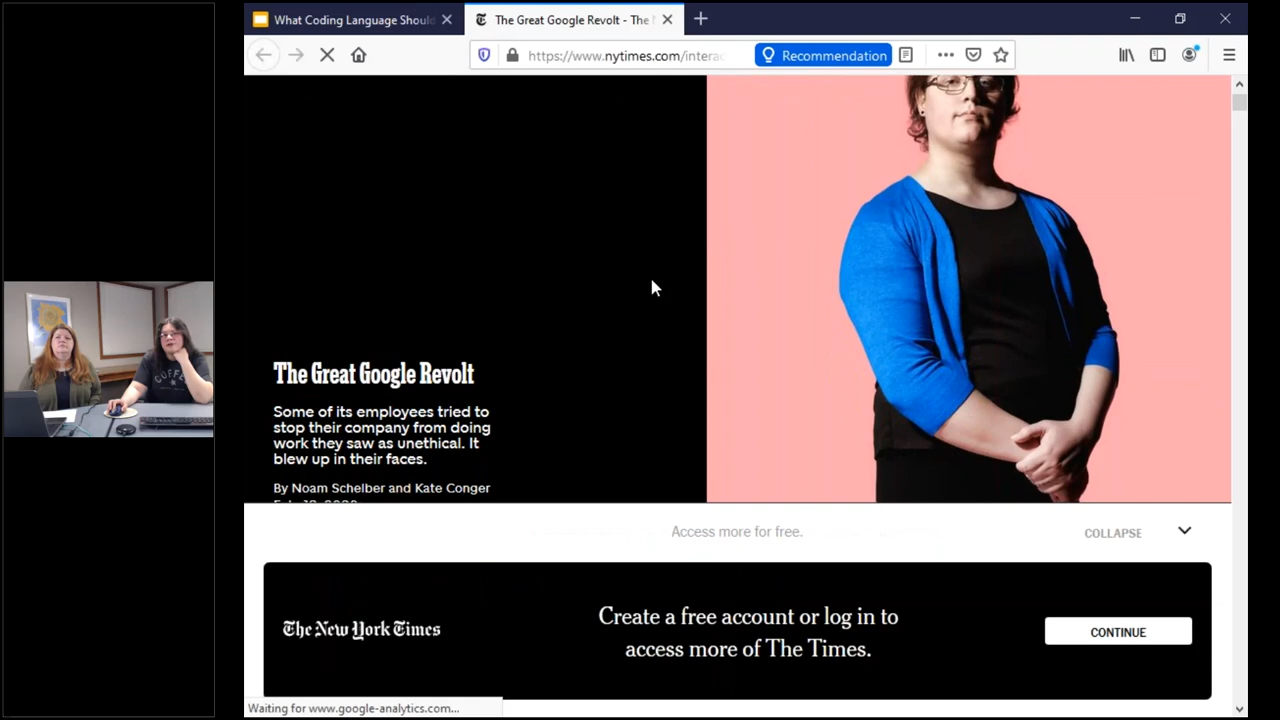 What Coding Language Shoul
The Great Google Revolt - The
https://www.nytimes.com/intera
Recommendation
COFFEE
The Great Google Revolt
Some of its employees tried to
stop their company from doing
work they saw as unethical. It
blew up in their faces.
By Noam Scheiber and Kate Conger
Access more for free.
COLLAPSE
The New York Times
Create a free account or log in to
access more of The Times.
CONTINUE
Waiting for www.google-analytics.com...